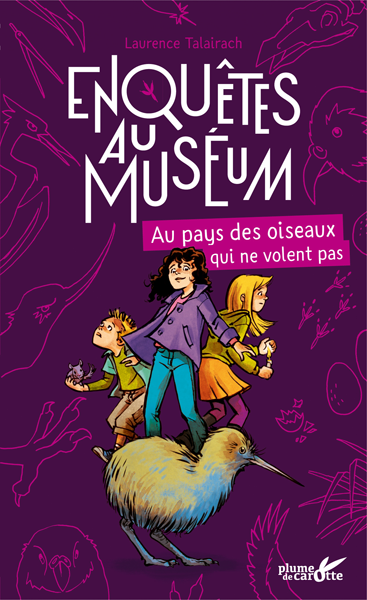 Laurence Talairach
ENQUÊTES
AU
MUSÉUM
Au pays des oiseaux
qui ne volent pas
plume
de carotte